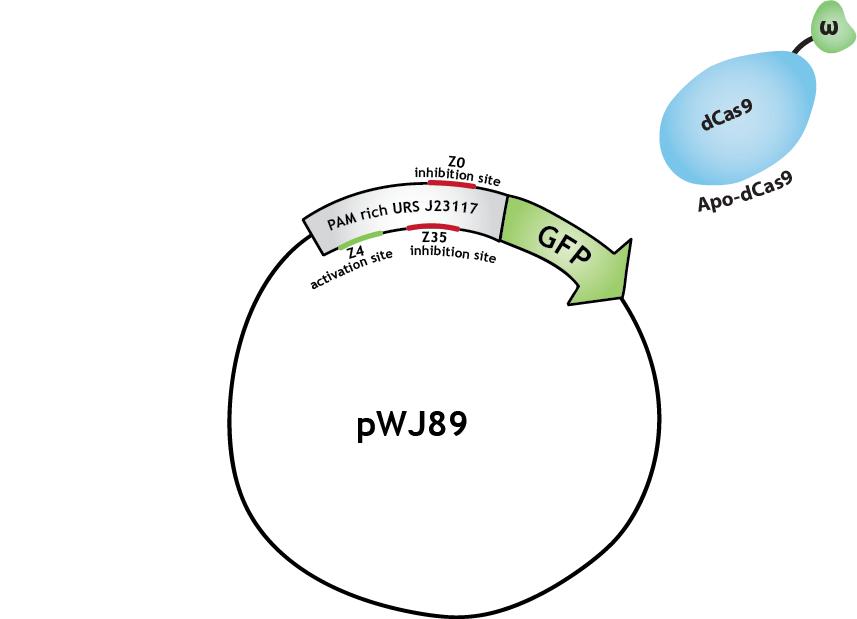 ω
dCas9
Apo-dCas9
Z0
inhibition site
PAM rich URS J23117
GFP
Z4
activation site
Z35
inhibition site
pWJ89